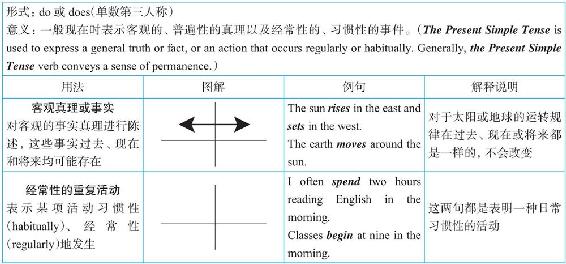 形式：do 或 does（单数第三人称）
意义：一般现在时表示客观的、普遍性的真理以及经常性的、习惯性的事件。（The Present Simple Tense is
used to express a general truth or fact, or an action that occurs regularly or habitually. Generally, the Present Simple
Tense verb conveys a sense of permanence.）
用法 图解 例句 解释说明
客观真理或事实
对客观的事实真理进行陈
述，这些事实过去、现在
和将来均可能存在
The sun rises in the east and
sets in the west.
The earth moves around the
sun.
对于太阳或地球的运转规
律在过去、现在或将来都
是一样的，不会改变
经常性的重复活动
表示某项活动习惯性
(habitually)、经常性
(regularly)地发生
I often spend two hours
reading English in the
morning.
Classes begin at nine in the
morning.
这两句都是表明一种日常
习惯性的活动